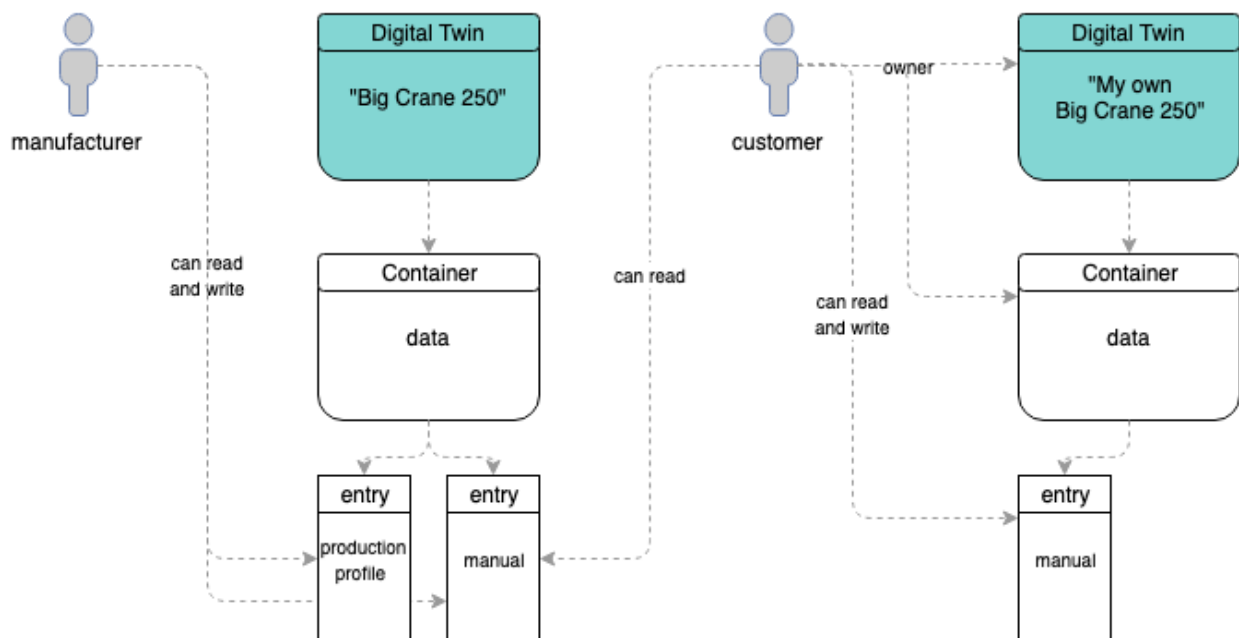 manufacturer
Digital Twin
"Big Crane 250"
customer
owner
Digital Twin
"My own
Big Crane 250"
can read
and write
Container
data
can read
can read
and write
Container
data
entry
production
profile
entry
manual
entry
manual